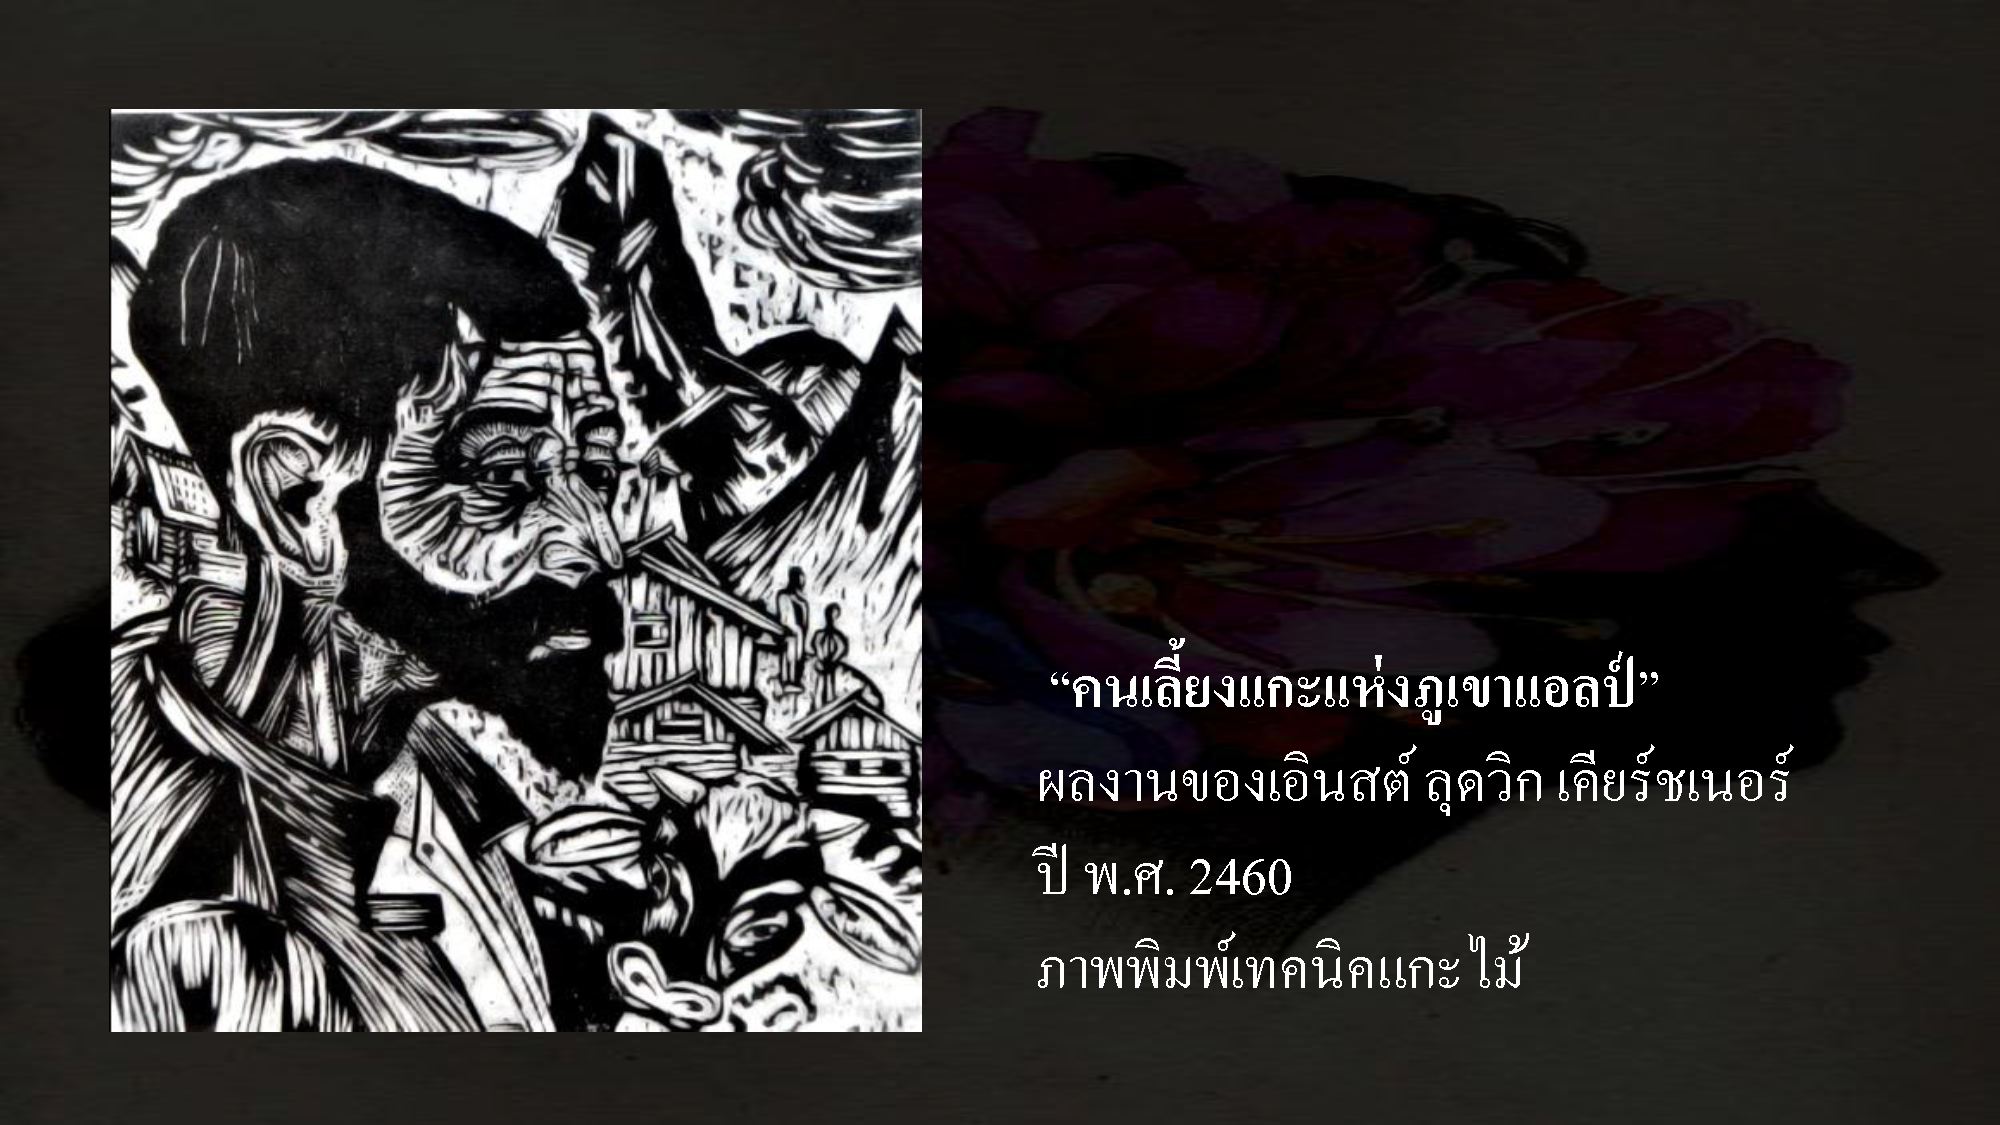 “คนเลี้ยงแกะแห่งภูเขาแอลป์”
ผลงานของเอินสต์ ลุดวิก เคียร์ชเนอร์
ปี พ.ศ. 2460
ภาพพิมพ์เทคนิคแกะไม้